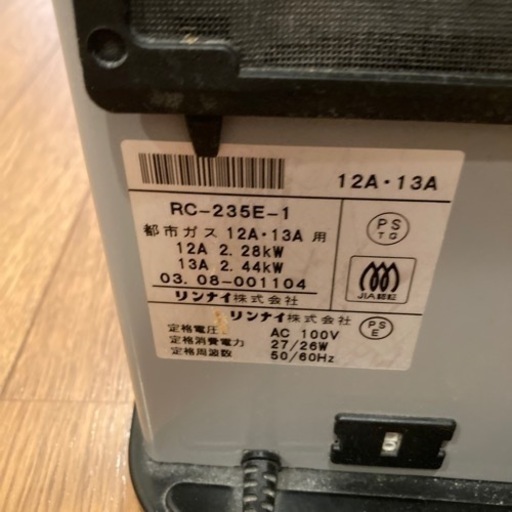 12A・13A
RC-235E-1
都市ガス 12A・13A 用
12A 2.28kW
13A 2.44kW
03.08-001104
リンナイ株式会社
PS
TG
JIA認証
リンナイ株式会社
定格電圧 AC 100V
定格消費電力 27/26W
定格周波数 50/60Hz
PS
E